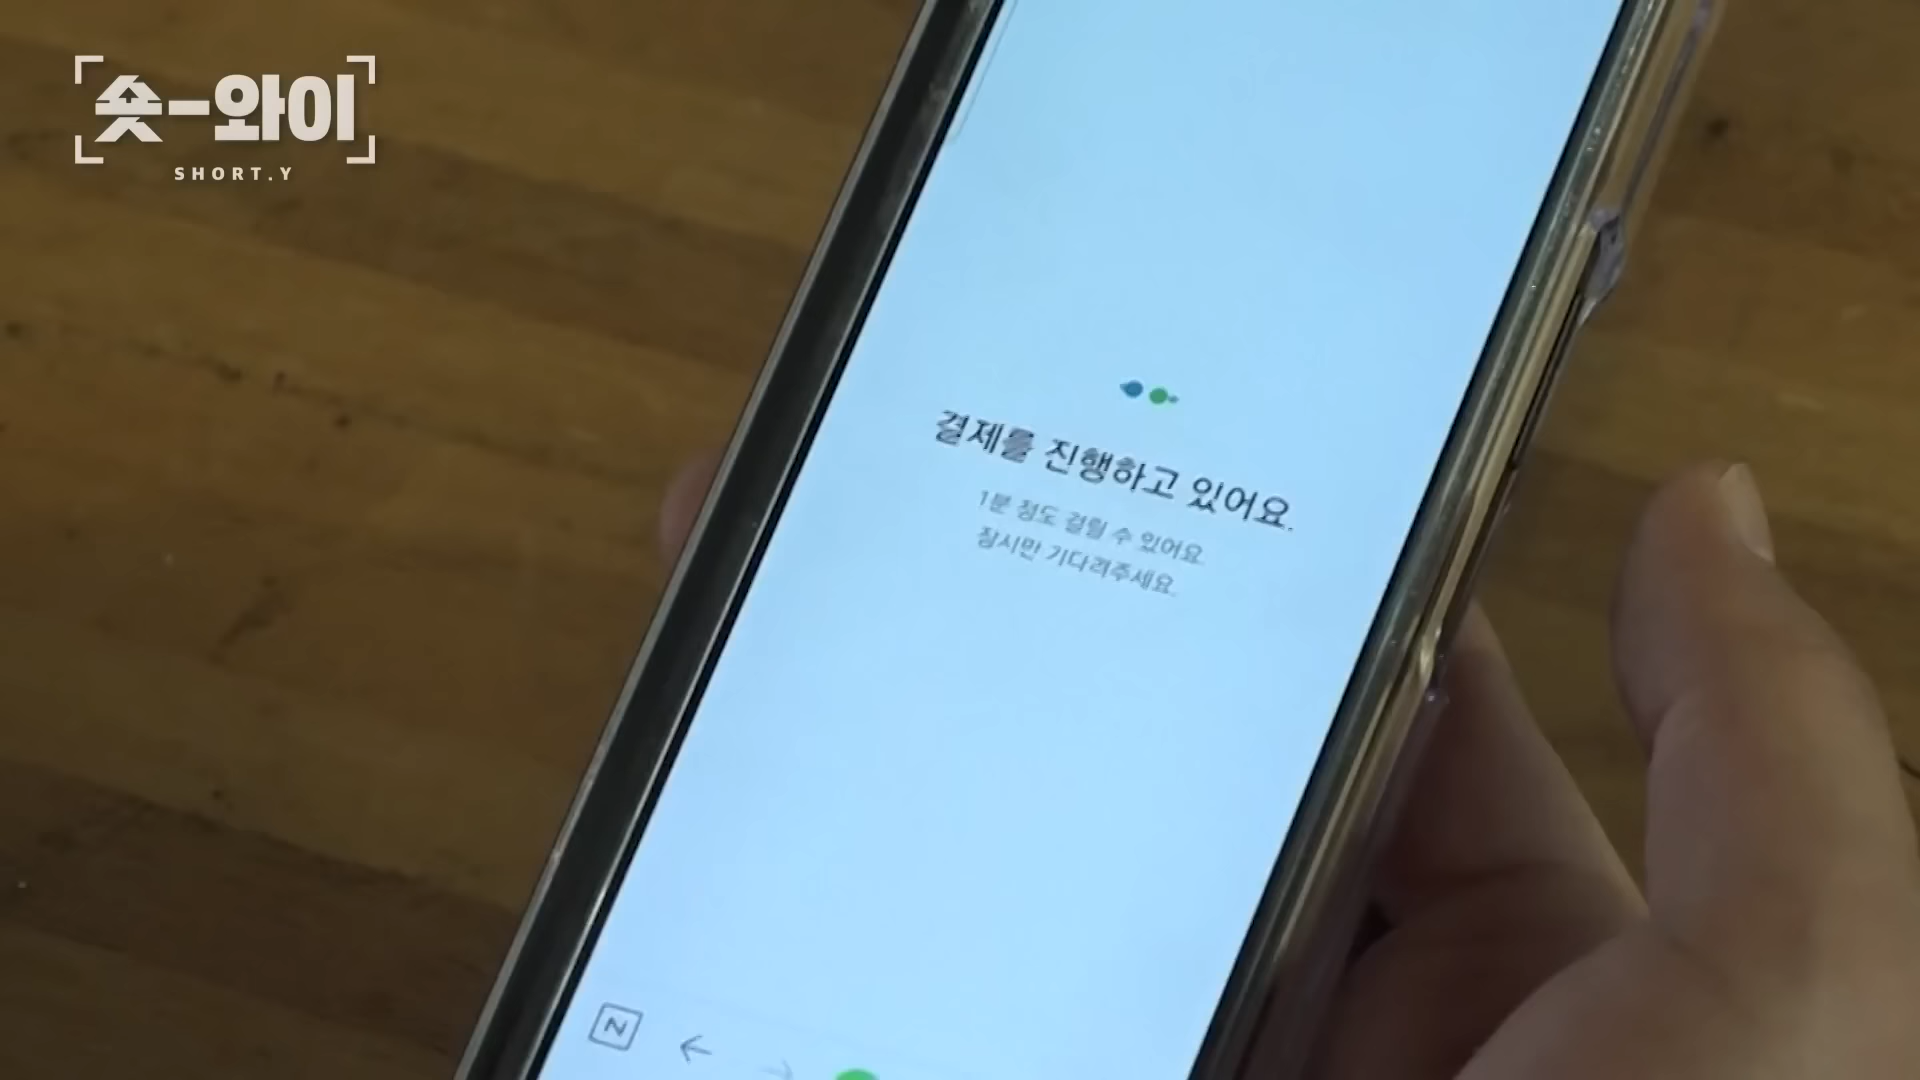 숏-와이
SHORT.Y
결제를 진행하고 있어요.
1분 정도 걸릴 수 있어요.
잠시만 기다려주세요.
N